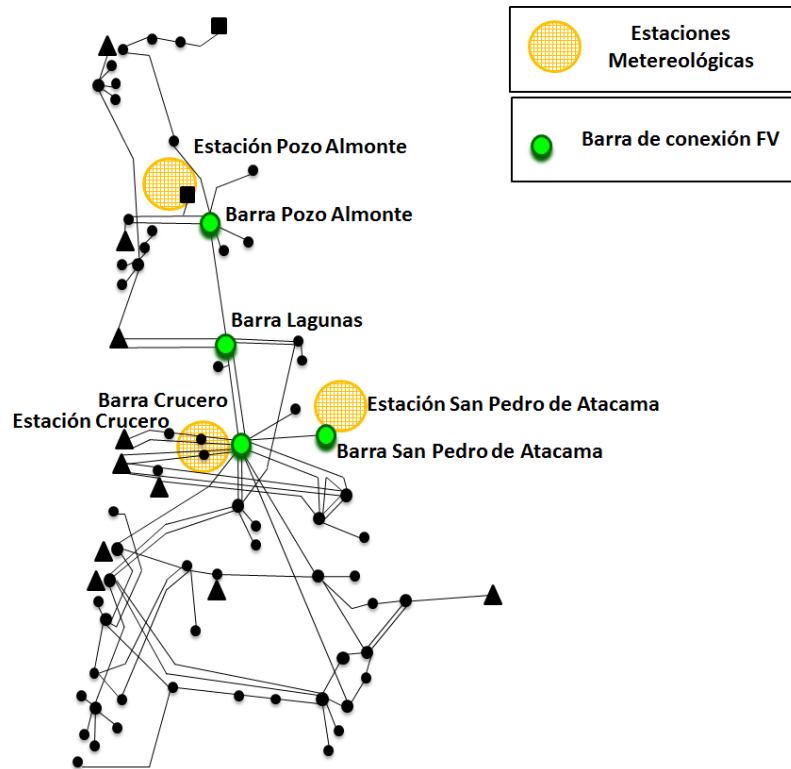 Estaciones
Metereológicas
Barra de conexión FV
Estación Pozo Almonte
Barra Pozo Almonte
Barra Lagunas
Barra Crucero
Estación Crucero
Estación San Pedro de Atacama
Barra San Pedro de Atacama